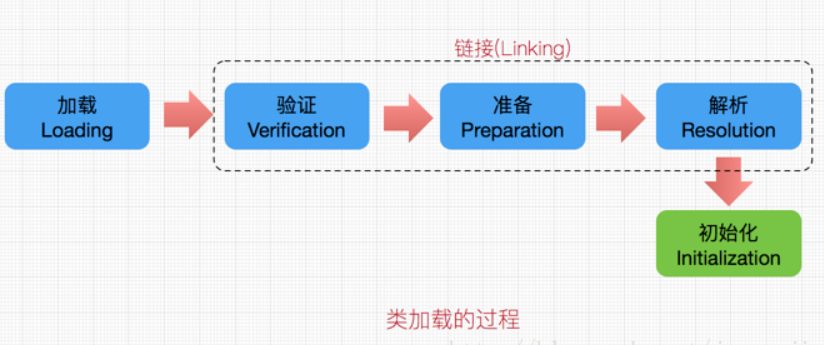 链接(Linking)
加载
Loading
验证
Verification
准备
Preparation
解析
Resolution
初始化
Initialization
类加载的过程